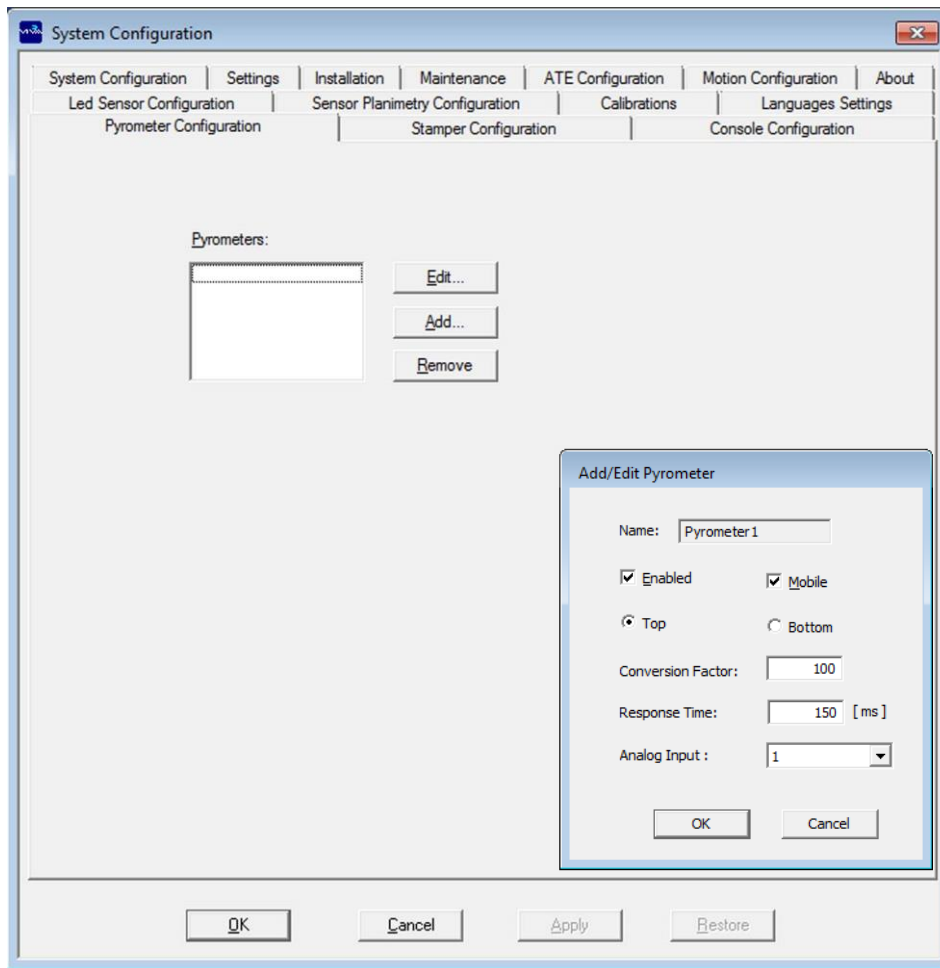 System Configuration
System Configuration Settings Installation Maintenance ATE Configuration Motion Configuration About
Led Sensor Configuration Sensor Planimetry Configuration Calibrations Languages Settings
Pyrometer Configuration Stamper Configuration Console Configuration
Pyrometers:
Edit...
Add...
Remove
Add/Edit Pyrometer
Name: Pyrometer1
Enabled Mobile
Top Bottom
Conversion Factor: 100
Response Time: 150 [ ms ]
Analog Input : 1
OK Cancel
OK Cancel Apply Restore